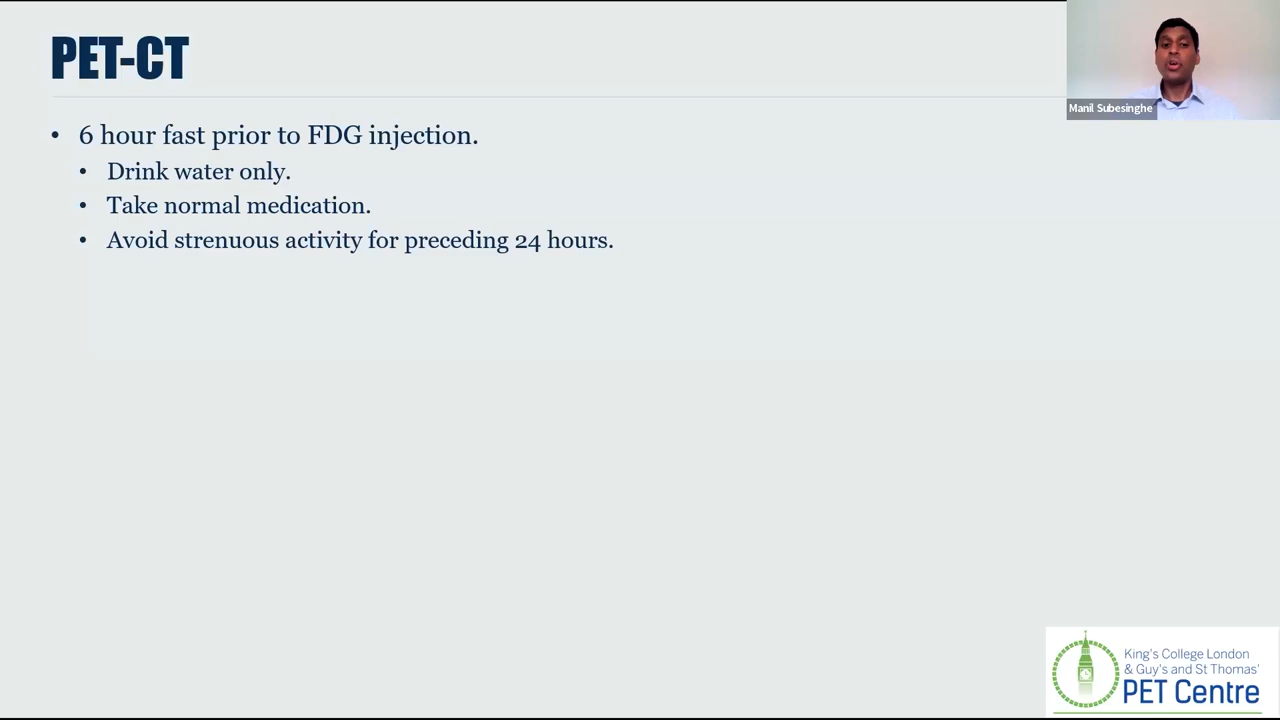 PET-CT
Manil Subesinghe
• 6 hour fast prior to FDG injection.
• Drink water only.
• Take normal medication.
• Avoid strenuous activity for preceding 24 hours.
King's College London
& Guy's and St Thomas'
PET Centre